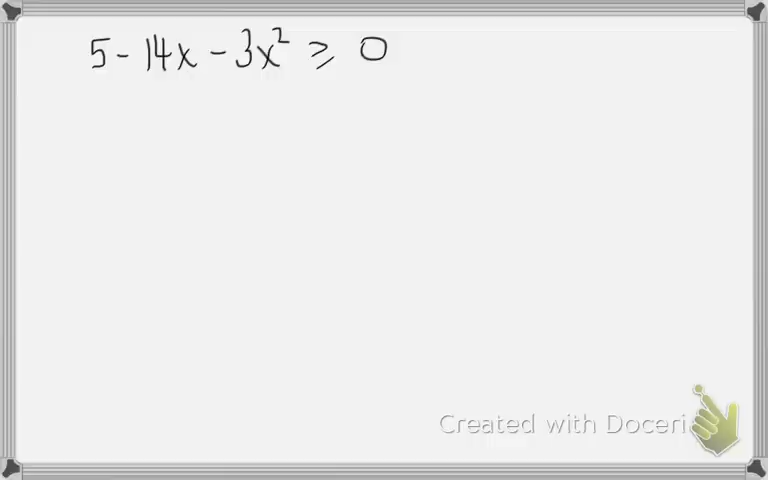 5 - 14x - 3x² ≥ 0
Created with Doceri